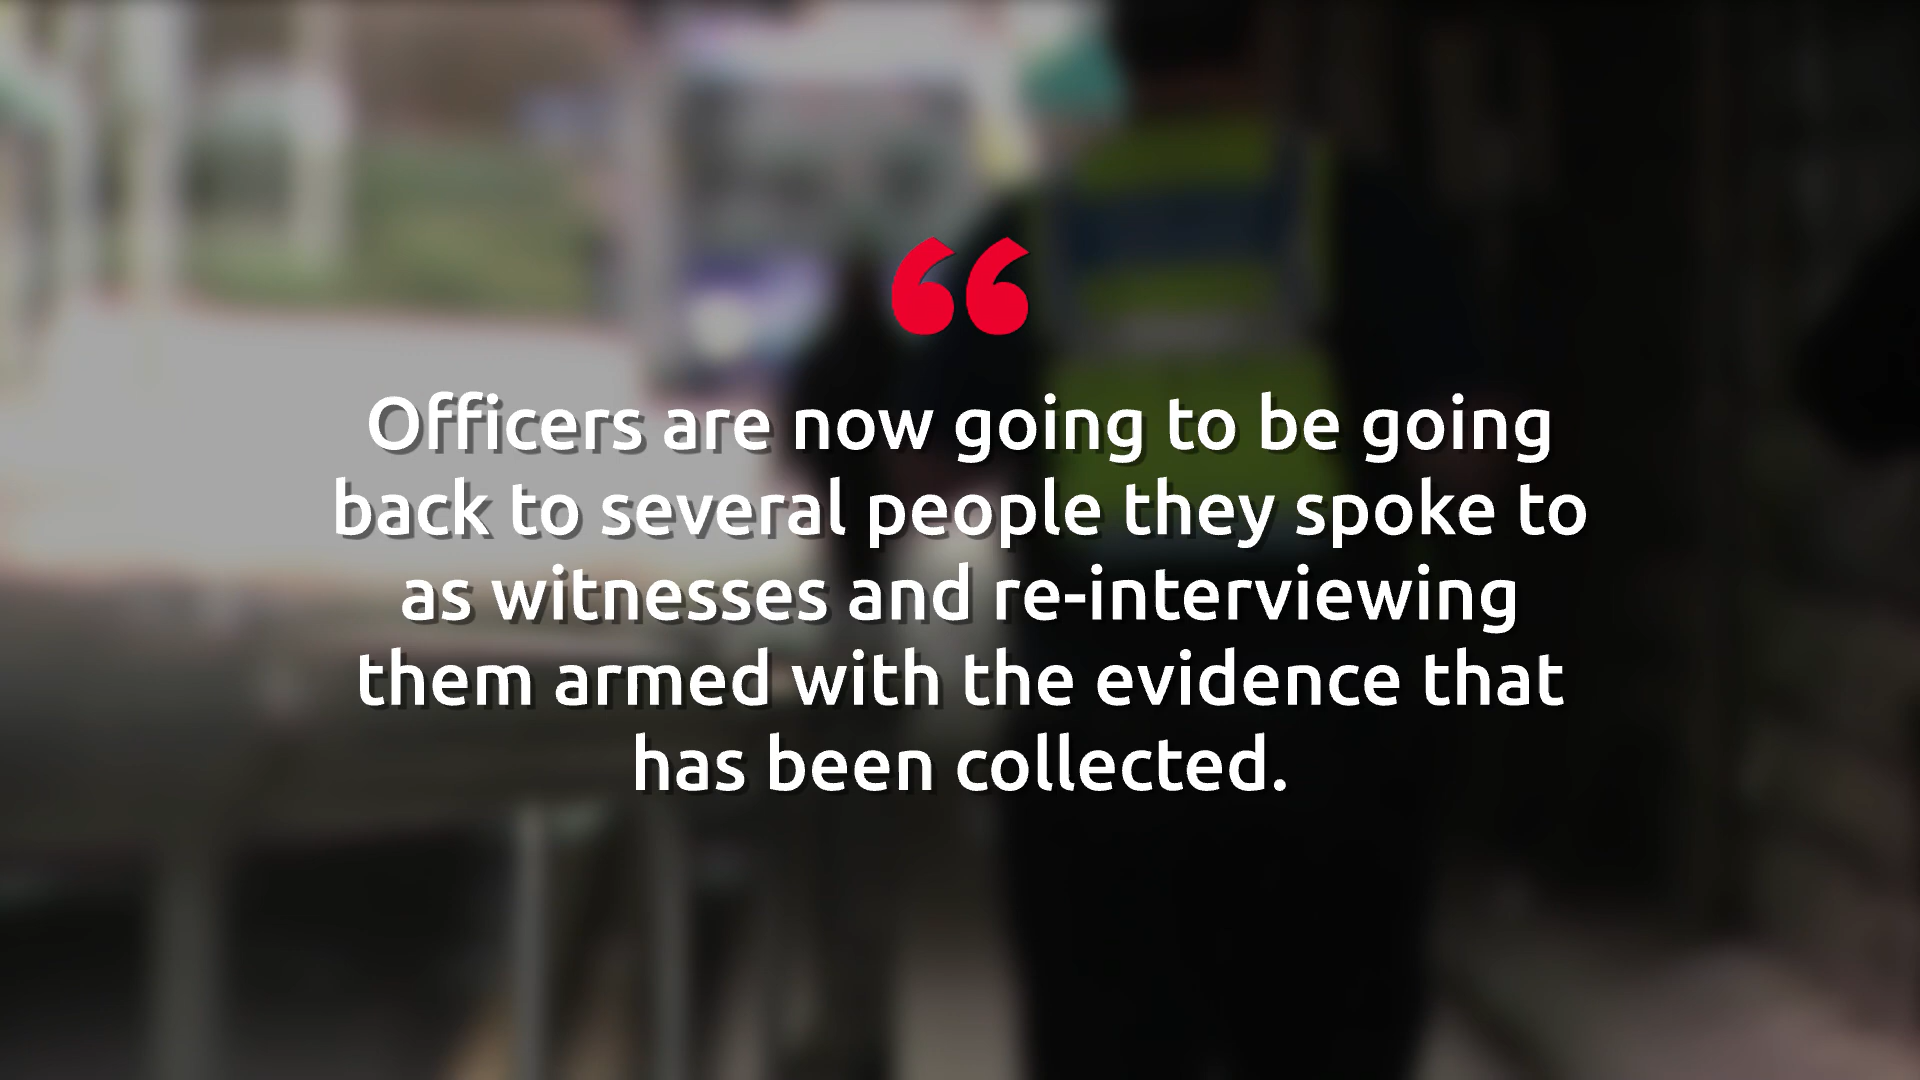 “
Officers are now going to be going
back to several people they spoke to
as witnesses and re-interviewing
them armed with the evidence that
has been collected.